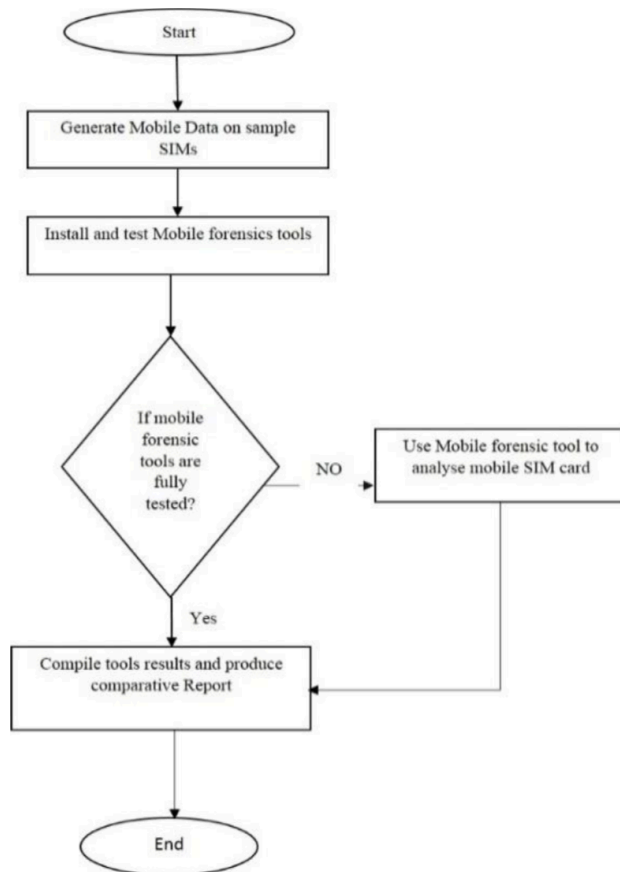 Start
Generate Mobile Data on sample
SIMs
Install and test Mobile forensics tools
If mobile
forensic
tools are
fully
tested?
NO
Use Mobile forensic tool to
analyse mobile SIM card
Yes
Compile tools results and produce
comparative Report
End